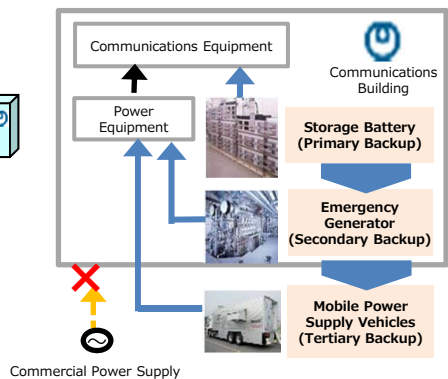 Communications Equipment
Communications
Building
Power
Equipment
Storage Battery
(Primary Backup)
Emergency
Generator
(Secondary Backup)
Mobile Power
Supply Vehicles
(Tertiary Backup)
Commercial Power Supply